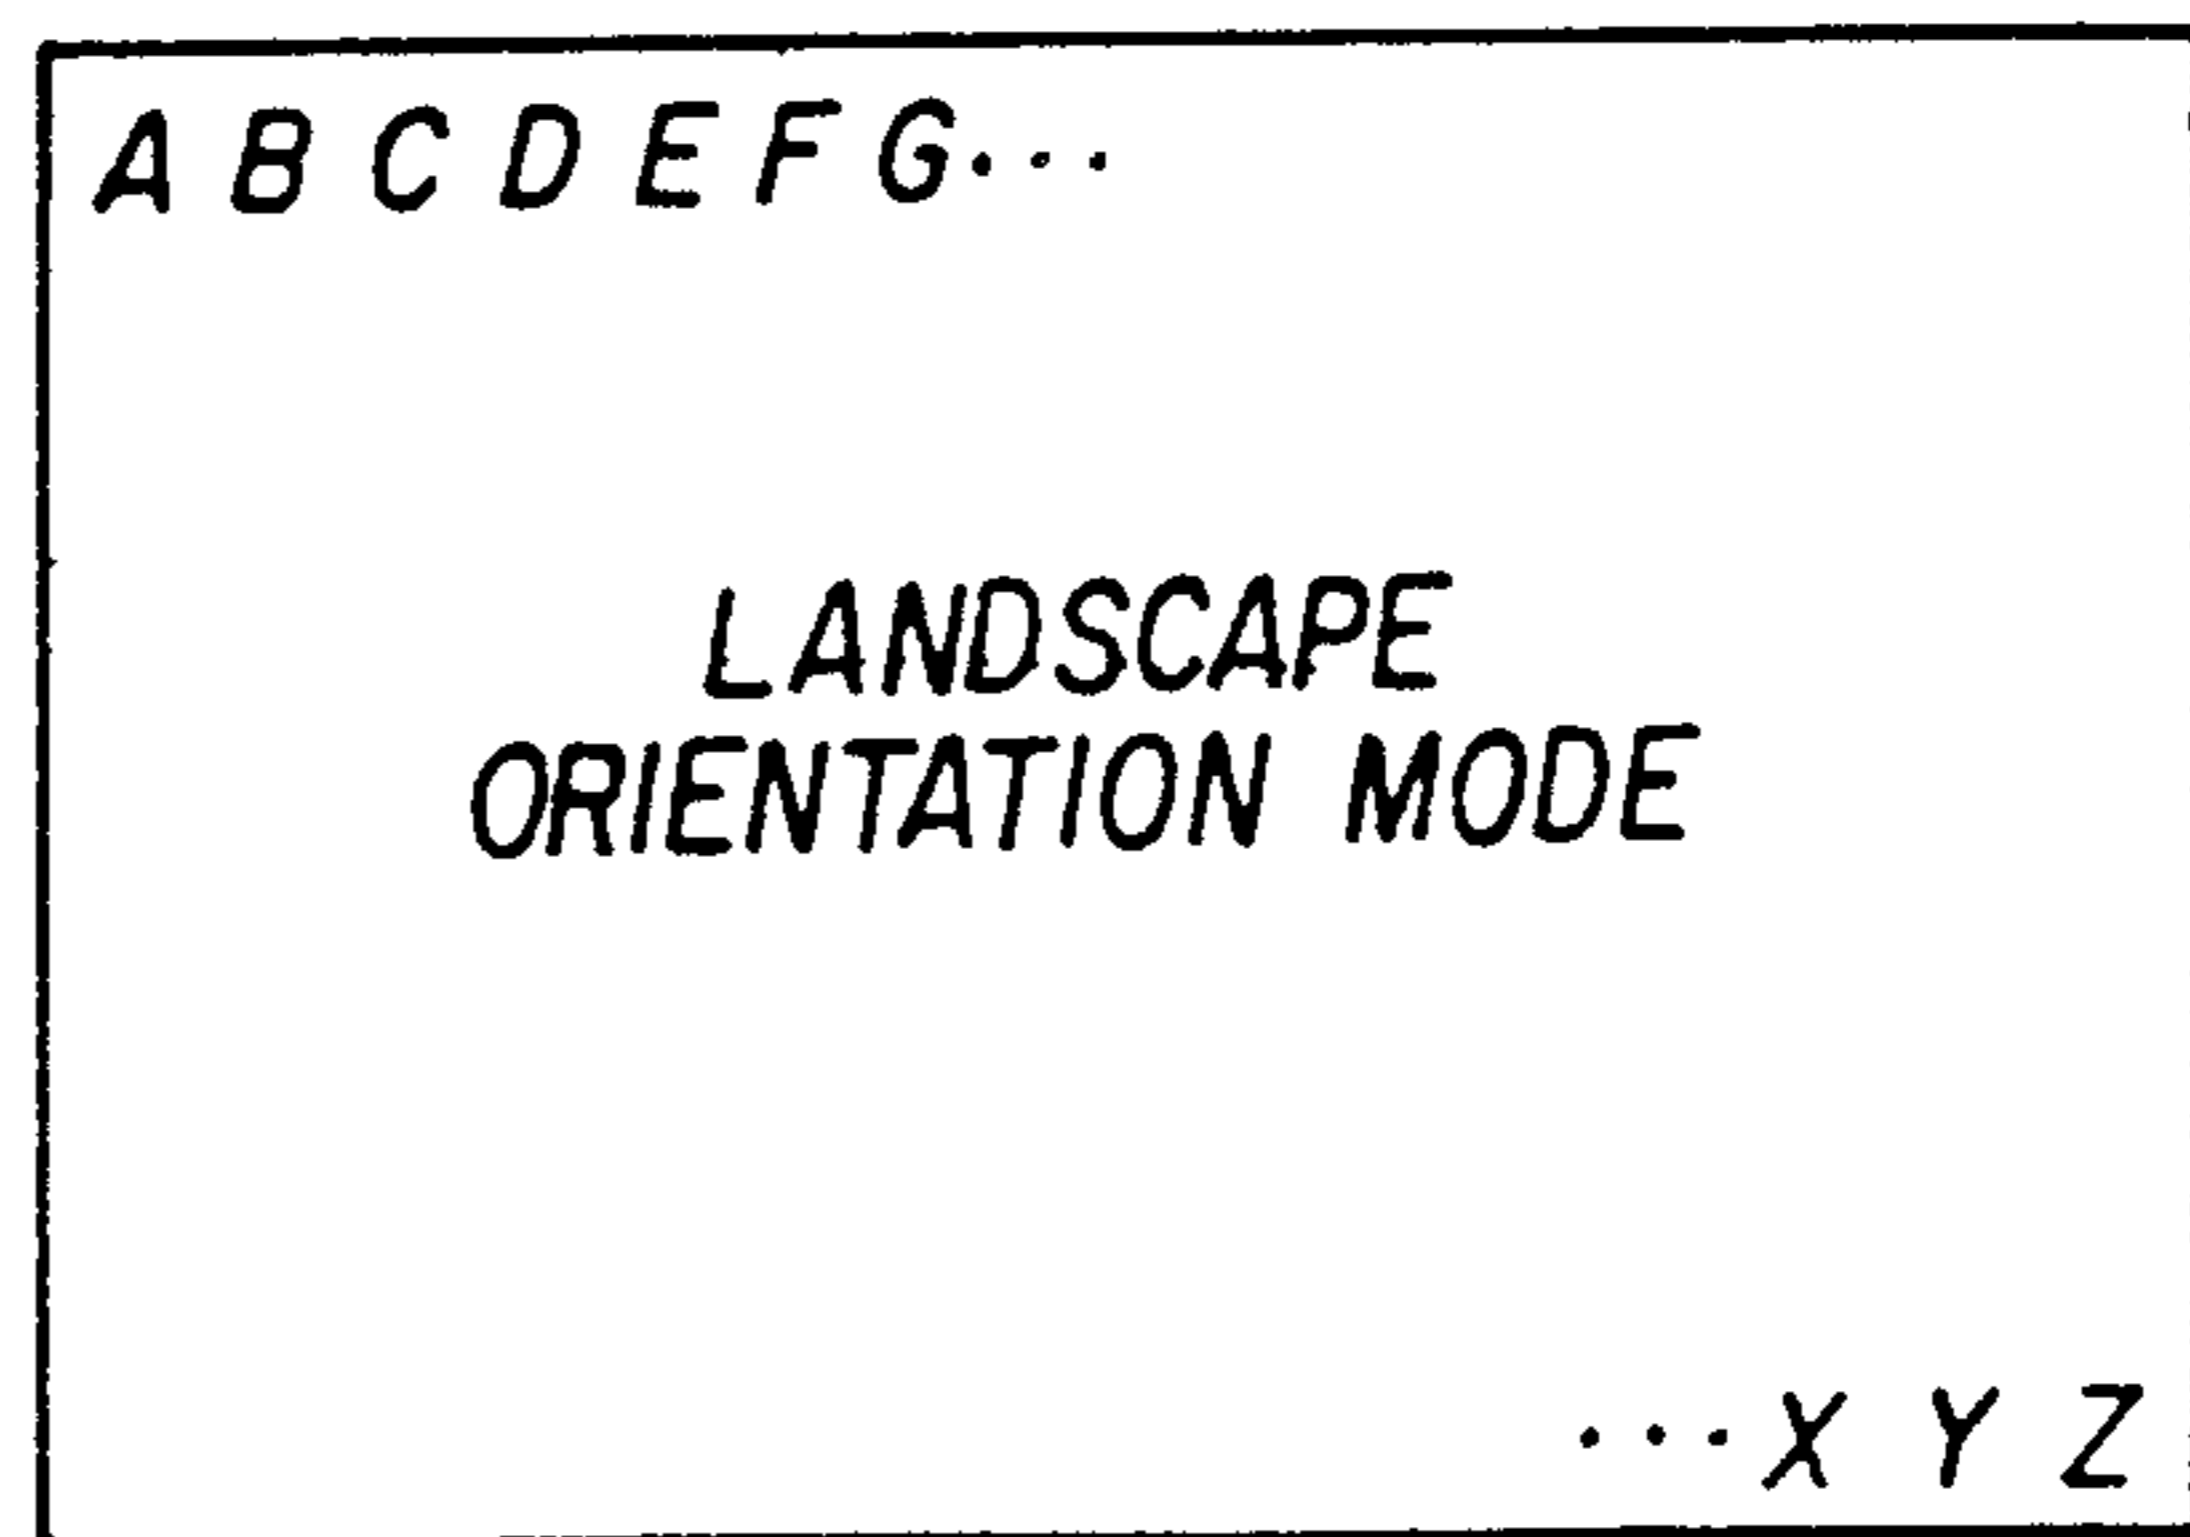 A B C D E F G...
LANDSCAPE
ORIENTATION MODE
...X Y Z